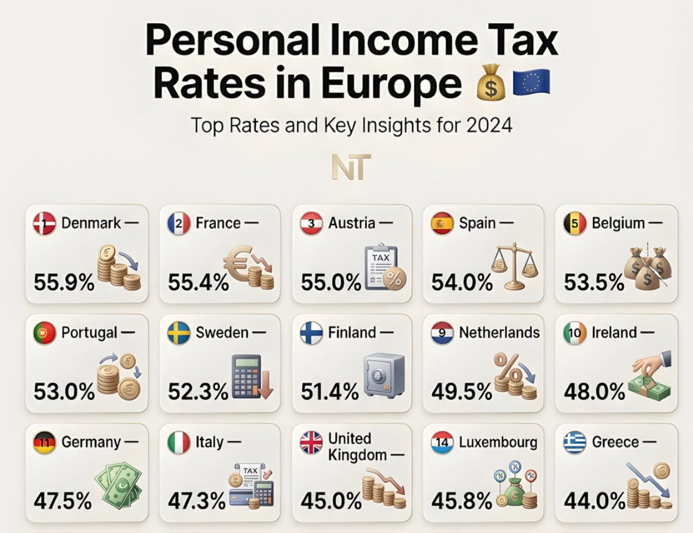 Personal Income Tax
Rates in Europe
Top Rates and Key Insights for 2024
NT
1 Denmark —
55.9%
2 France —
55.4%
3 Austria —
TAX
%
55.0%
Spain —
54.0%
5 Belgium —
$ $ $
53.5%
Portugal —
53.0%
Sweden —
52.3%
Finland —
51.4%
9 Netherlands
%
49.5%
10 Ireland —
48.0%
11 Germany —
47.5%
Italy —
TAX
47.3%
United
Kingdom —
45.0%
14 Luxembourg
45.8%
Greece —
44.0%